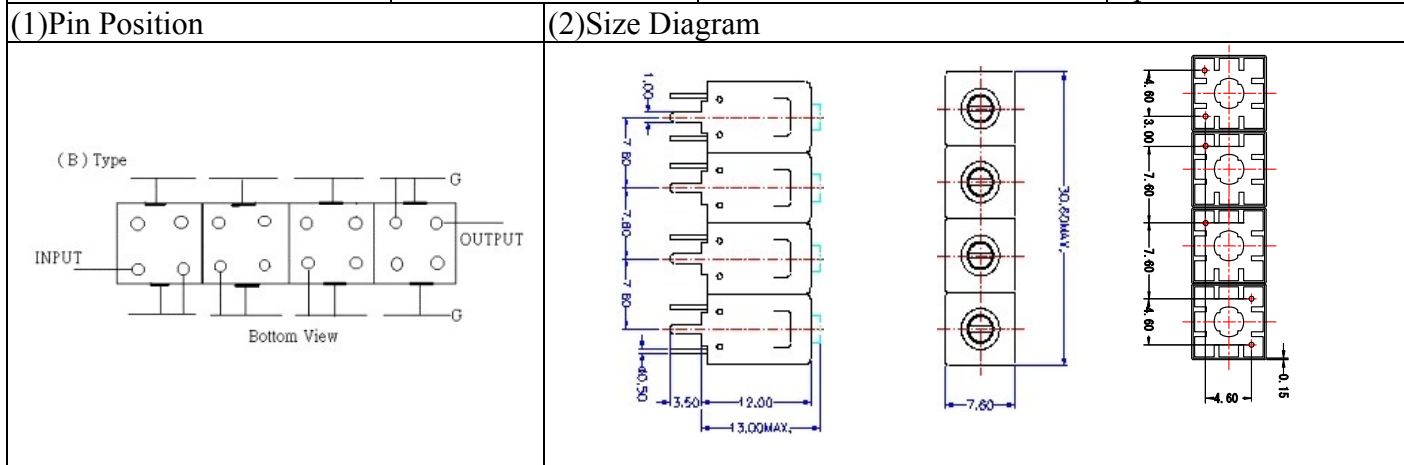 (1)Pin Position
(2)Size Diagram
(B) Type
G
INPUT
OUTPUT
G
Bottom View
1.00
7.80
7.80
7.80
Φ0.50
3.50
12.00
13.00MAX.
30.80MAX.
7.60
4.60
3.00
7.60
7.60
4.60
0.15
4.60